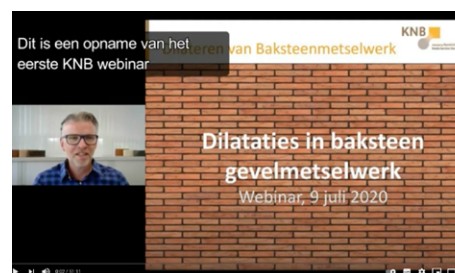 Dit is een opname van het
eerste KNB webinar
Dilateren van Baksteenmetselwerk
KNB
Dilataties in baksteen
gevelmetselwerk
Webinar, 9 juli 2020